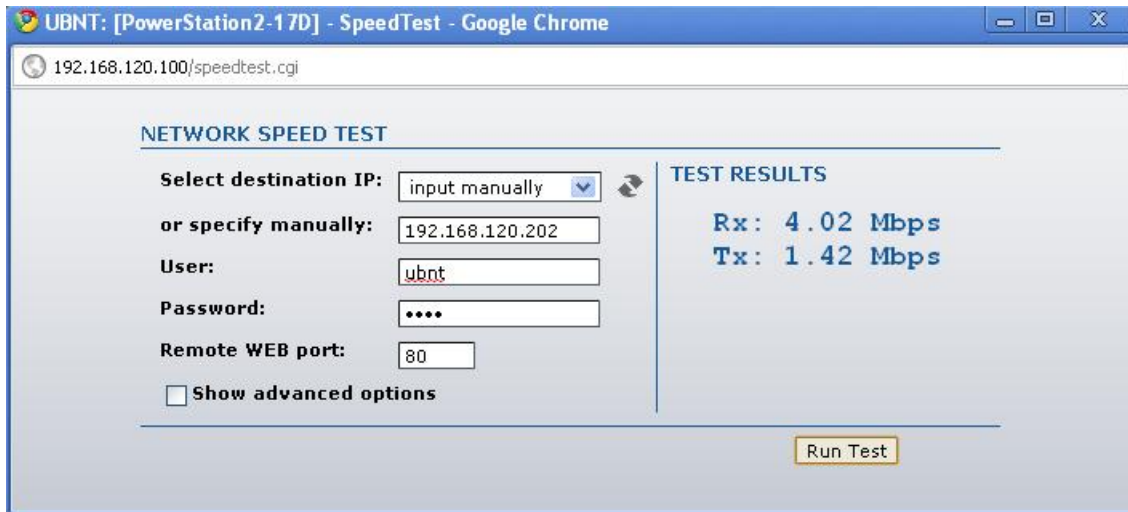 UBNT: [PowerStation2-17D] - SpeedTest - Google Chrome
192.168.120.100/speedtest.cgi
NETWORK SPEED TEST
Select destination IP: input manually
or specify manually: 192.168.120.202
User: ubnt
Password: ••••
Remote WEB port: 80
Show advanced options
TEST RESULTS
Rx: 4.02 Mbps
Tx: 1.42 Mbps
Run Test